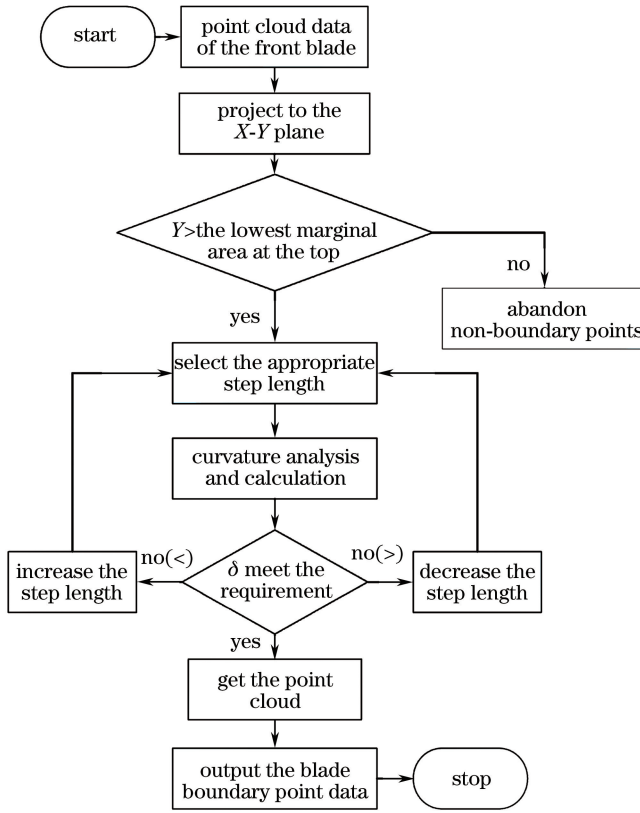 start
point cloud data
of the front blade
project to the
X-Y plane
Y>the lowest marginal
area at the top
no
yes
abandon
non-boundary points
select the appropriate
step length
curvature analysis
and calculation
no(<)
no(>)
increase the
step length
δ meet the
requirement
decrease the
step length
yes
get the point
cloud
output the blade
boundary point data
stop